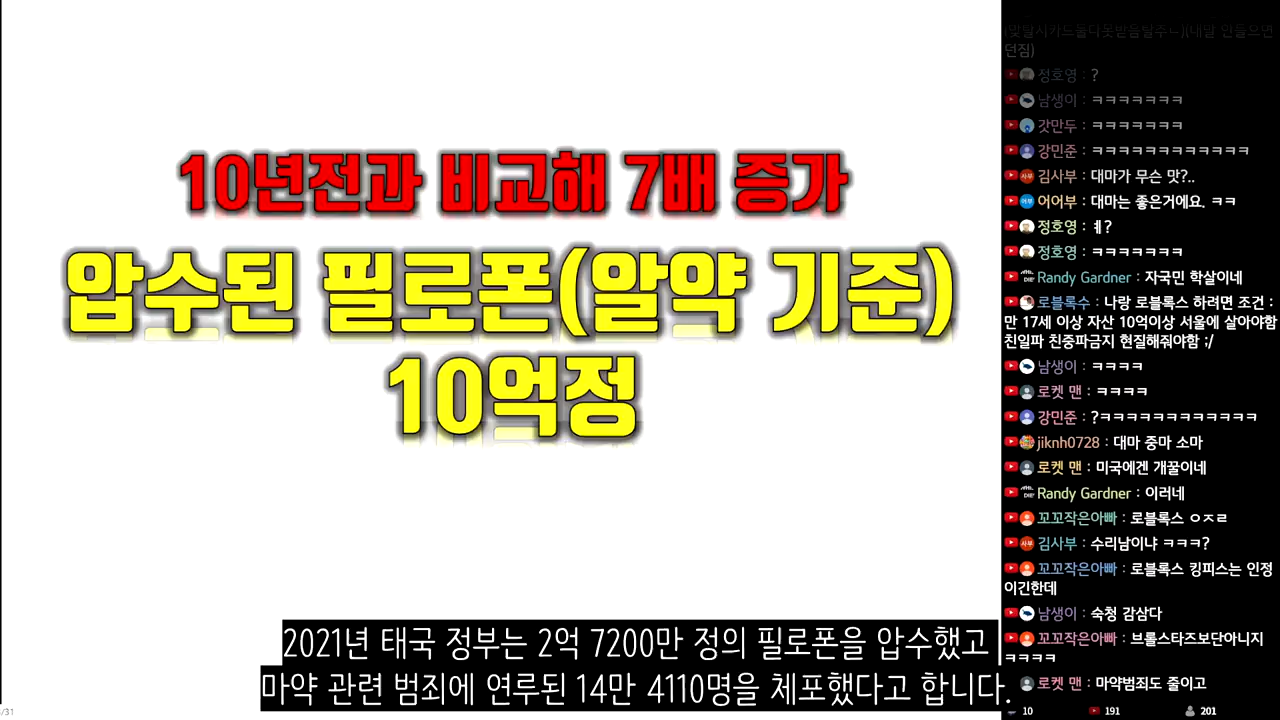 10년전과 비교해 7배 증가
압수된 필로폰(알약 기준)
10억정
2021년 태국 정부는 2억 7200만 정의 필로폰을 압수했고
마약 관련 범죄에 연루된 14만 4110명을 체포했다고 합니다.
/31
던짐)
정호영 : ?
남생이 : ㅋㅋㅋㅋㅋㅋㅋ
갓만두 : ㅋㅋㅋㅋㅋㅋㅋ
강민준 : ㅋㅋㅋㅋㅋㅋㅋㅋㅋㅋㅋㅋ
김사부 : 대마가 무슨 맛?..
어어부 : 대마는 좋은거에요. ㅋㅋ
정호영 : ㅖ?
정호영 : ㅋㅋㅋㅋㅋㅋㅋ
Randy Gardner : 자국민 학살이네
로블록수 : 나랑 로블록스 하려면 조건 :
만 17세 이상 자산 10억이상 서울에 살아야함
친일파 친중파금지 현질해줘야함 ;/
남생이 : ㅋㅋㅋㅋ
로켓 맨 : ㅋㅋㅋㅋ
강민준 : ?ㅋㅋㅋㅋㅋㅋㅋㅋㅋㅋㅋㅋ
jiknh0728 : 대마 중마 소마
로켓 맨 : 미국에겐 개꿀이네
Randy Gardner : 이러네
꼬꼬작은아빠 : 로블록스 ㅇㅈㄹ
김사부 : 수리남이냐 ㅋㅋㅋ?
꼬꼬작은아빠 : 로블록스 킹피스는 인정
이긴한데
남생이 : 숙청 감삼다
꼬꼬작은아빠 : 브롤스타즈보단아니지
ㅋㅋㅋㅋ
로켓 맨 : 마약범죄도 줄이고
10 191 201